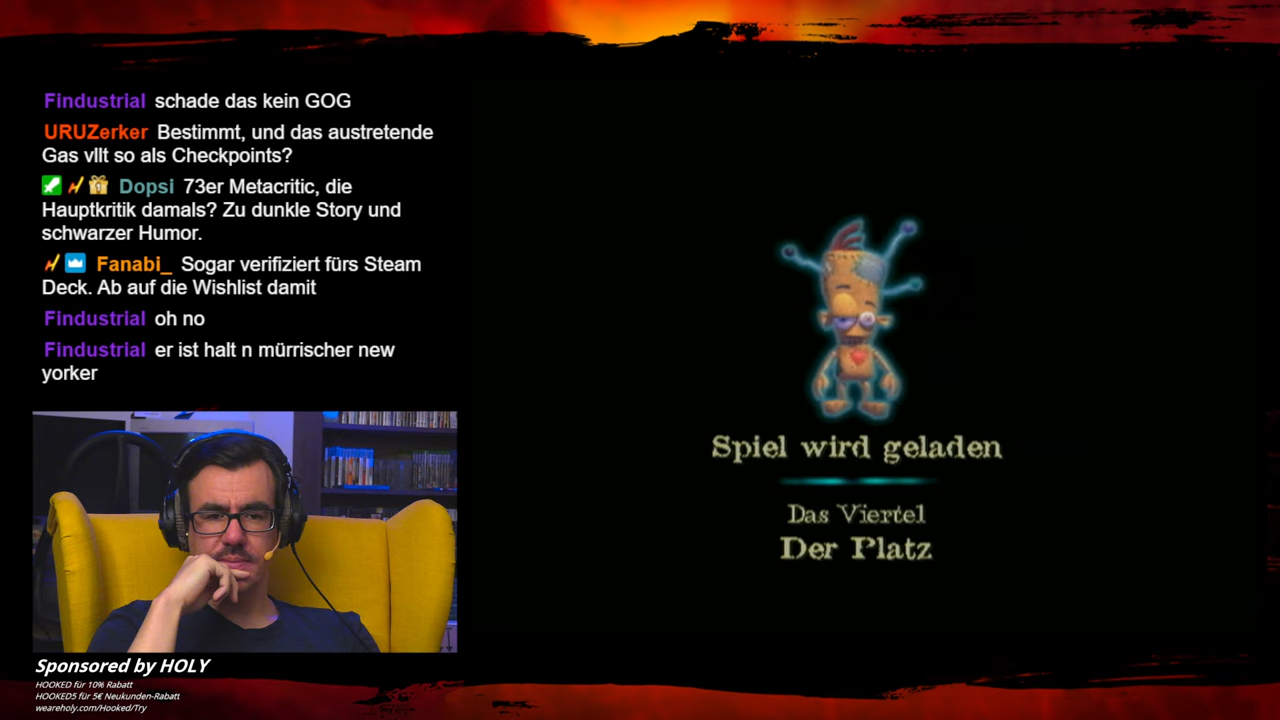 Findustrial schade das kein GOG
URUZerker Bestimmt, und das austretende
Gas vllt so als Checkpoints?
Dopsi 73er Metacritic, die
Hauptkritik damals? Zu dunkle Story und
schwarzer Humor.
Fanabi_ Sogar verifiziert fürs Steam
Deck. Ab auf die Wishlist damit
Findustrial oh no
Findustrial er ist halt n mürrischer new
yorker
Spiel wird geladen
Das Viertel
Der Platz
Sponsored by HOLY
HOOKED für 10% Rabatt
HOOKED5 für 5€ Neukunden-Rabatt
weareholy.com/Hooked/Try